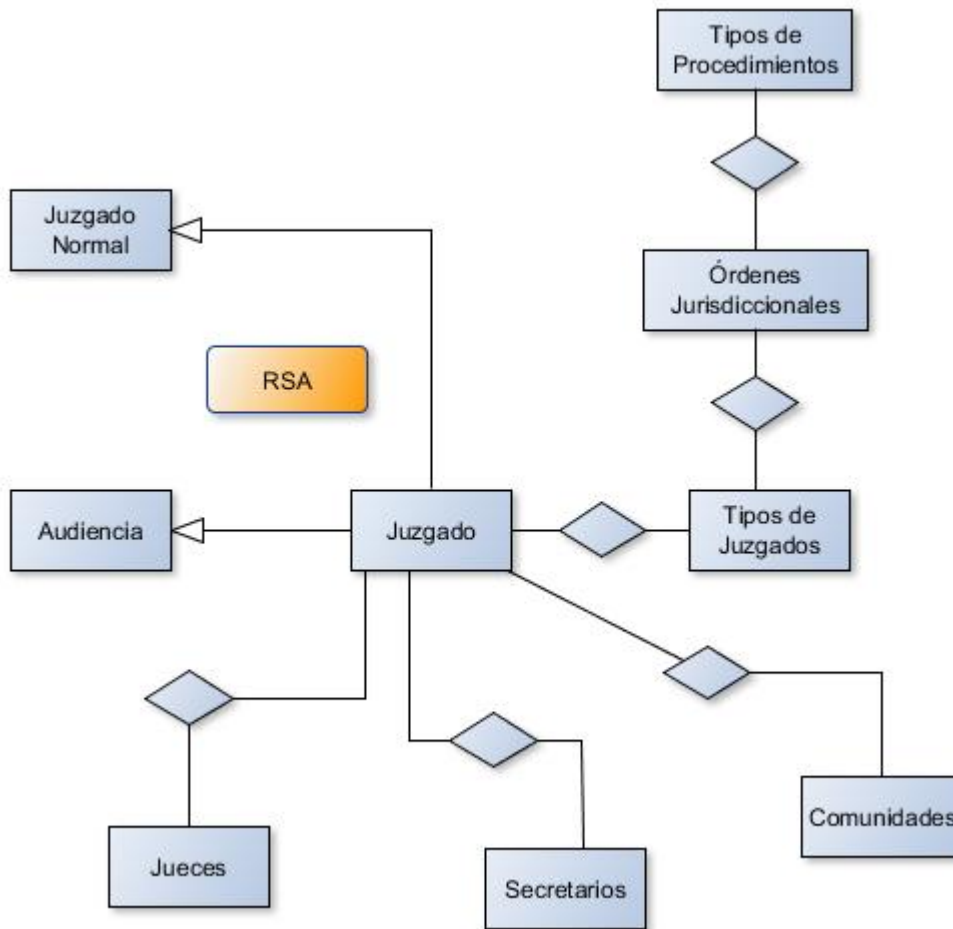 Tipos de
Procedimientos
Juzgado
Normal
Órdenes
Jurisdiccionales
RSA
Audiencia
Juzgado
Tipos de
Juzgados
Comunidades
Jueces
Secretarios